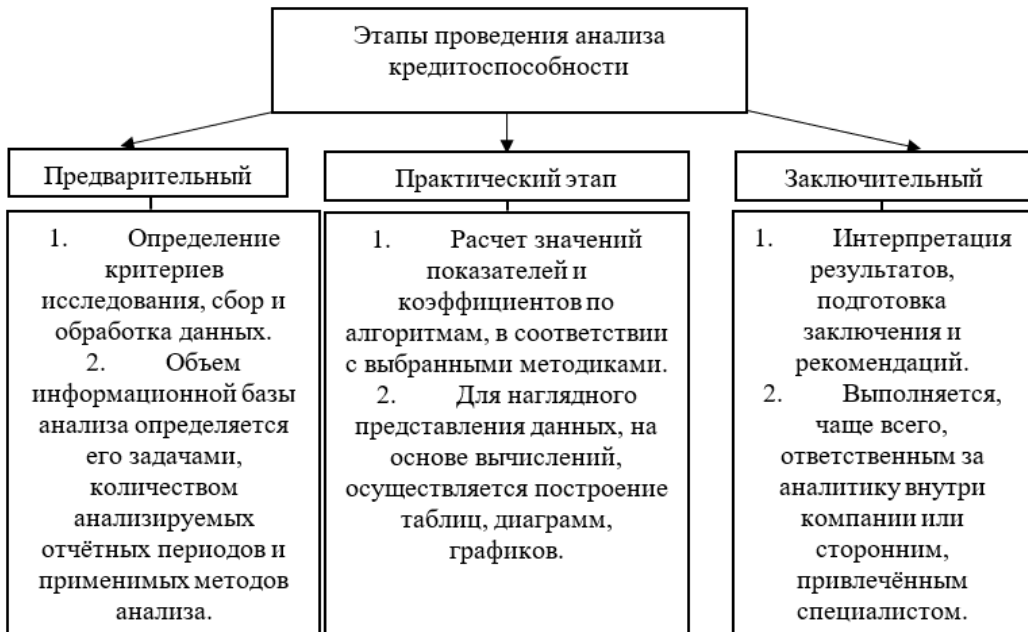 Этапы проведения анализа
кредитоспособности
Предварительный
1. Определение
критериев
исследования, сбор и
обработка данных.
2. Объем
информационной базы
анализа определяется
его задачами,
количеством
анализируемых
отчётных периодов и
применимых методов
анализа.
Практический этап
1. Расчет значений
показателей и
коэффициентов по
алгоритмам, в соответствии
с выбранными методиками.
2. Для наглядного
представления данных, на
основе вычислений,
осуществляется построение
таблиц, диаграмм,
графиков.
Заключительный
1. Интерпретация
результатов,
подготовка
заключения и
рекомендаций.
2. Выполняется,
чаще всего,
ответственным за
аналитику внутри
компании или
сторонним,
привлечённым
специалистом.